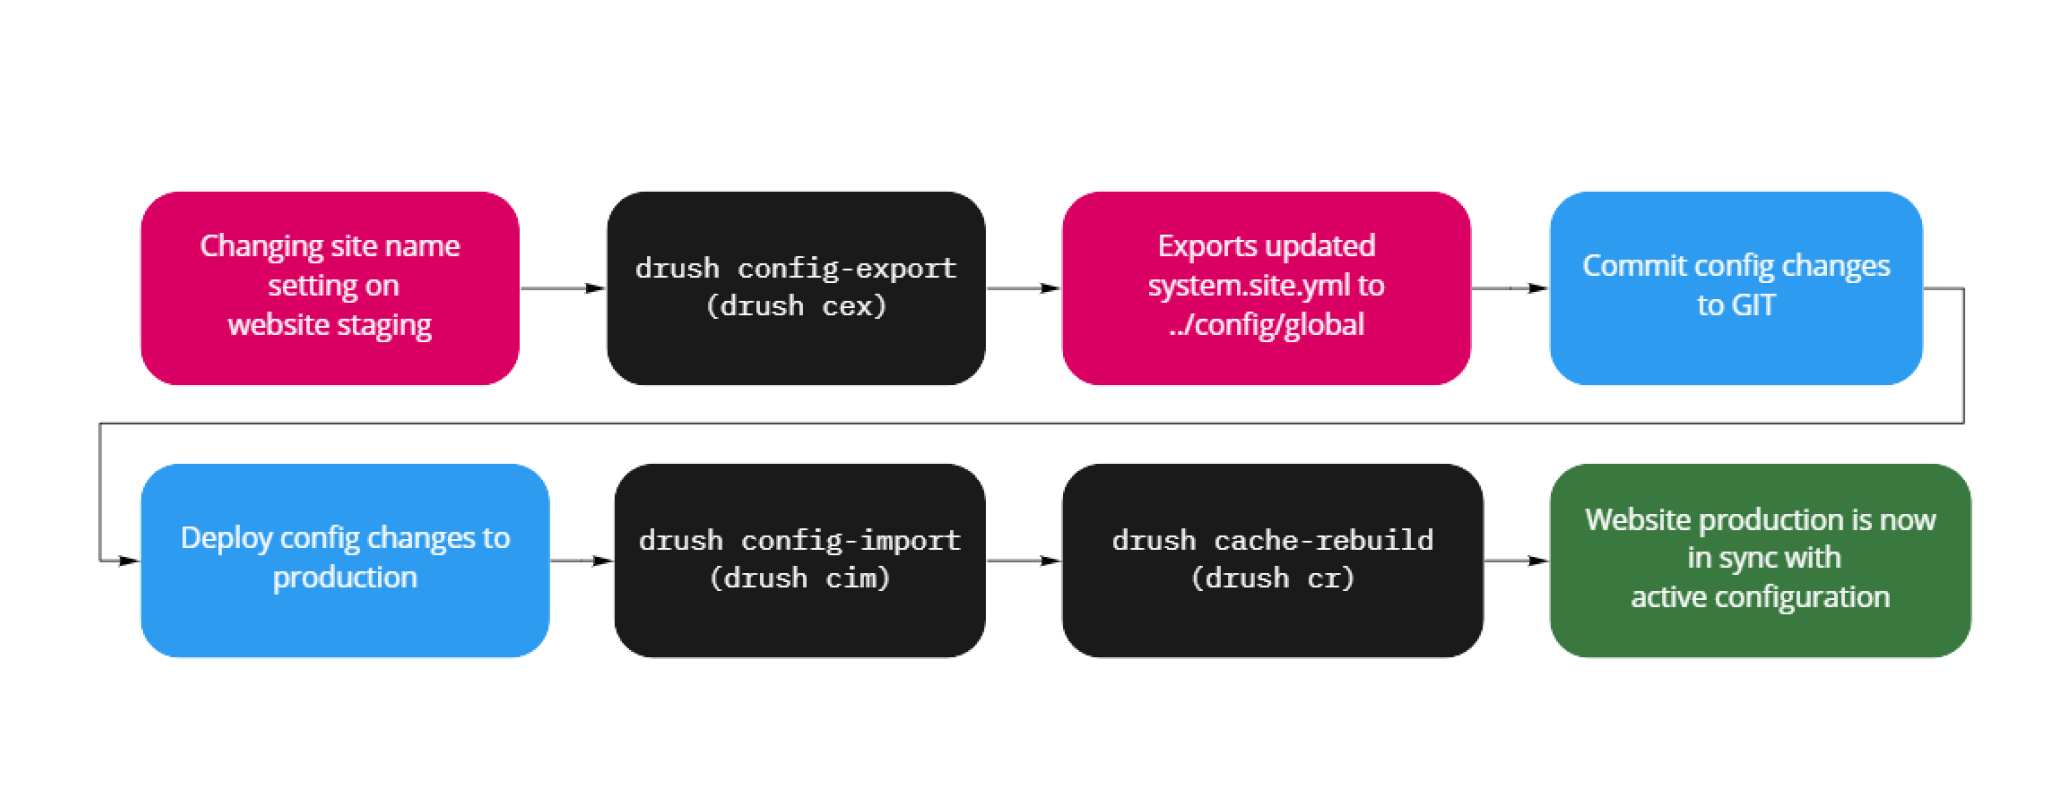 Changing site name
setting on
website staging
drush config-export
(drush cex)
Exports updated
system.site.yml to
../config/global
Commit config changes
to GIT
Deploy config changes to
production
drush config-import
(drush cim)
drush cache-rebuild
(drush cr)
Website production is now
in sync with
active configuration